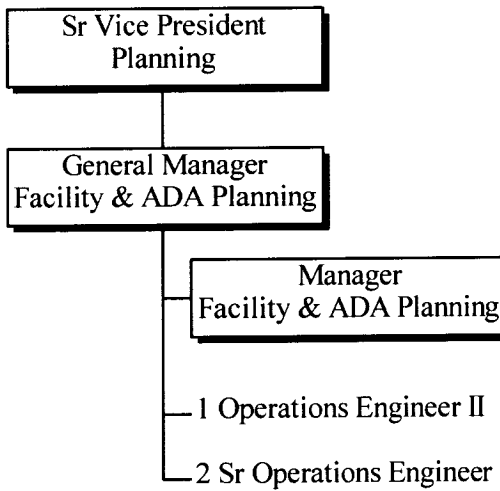 Sr Vice President
Planning
General Manager
Facility & ADA Planning
Manager
Facility & ADA Planning
1 Operations Engineer II
2 Sr Operations Engineer